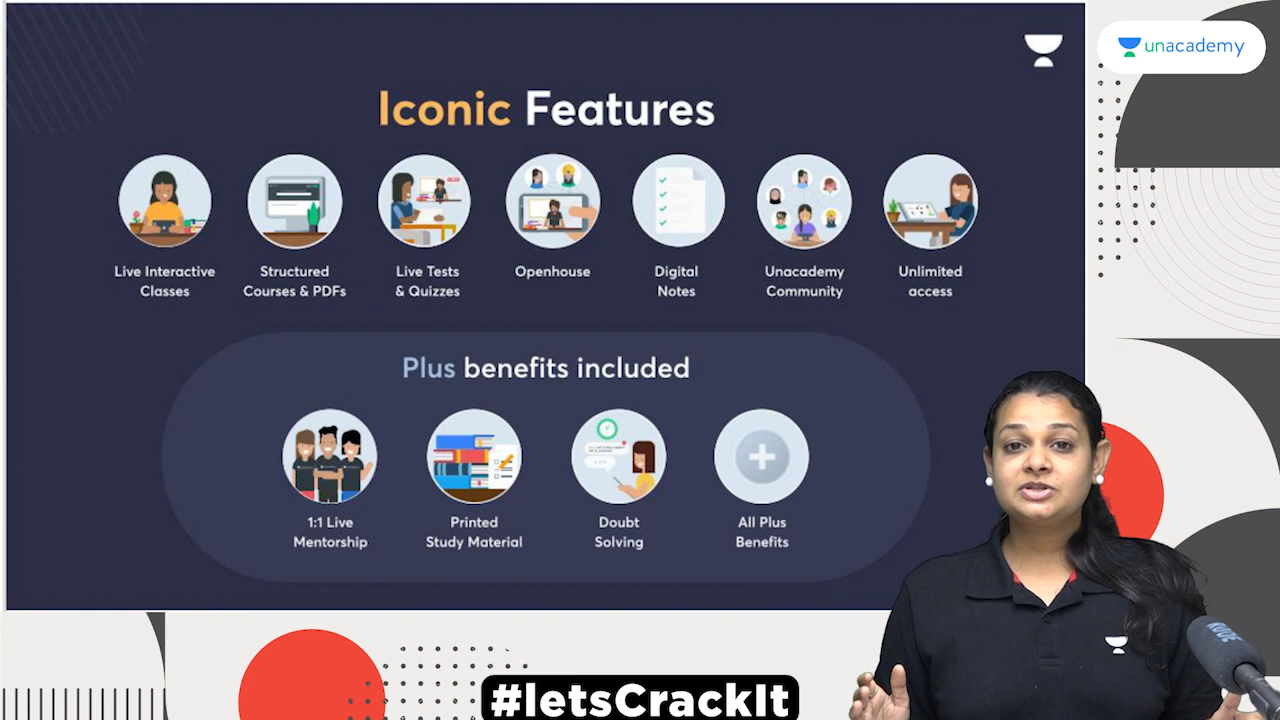 unacademy
Iconic Features
Live Interactive
Classes
Structured
Courses & PDFs
Live Tests
& Quizzes
Openhouse
Digital
Notes
Unacademy
Community
Unlimited
access
Plus benefits included
1:1 Live
Mentorship
Printed
Study Material
Doubt
Solving
All Plus
Benefits
#letsCrackIt